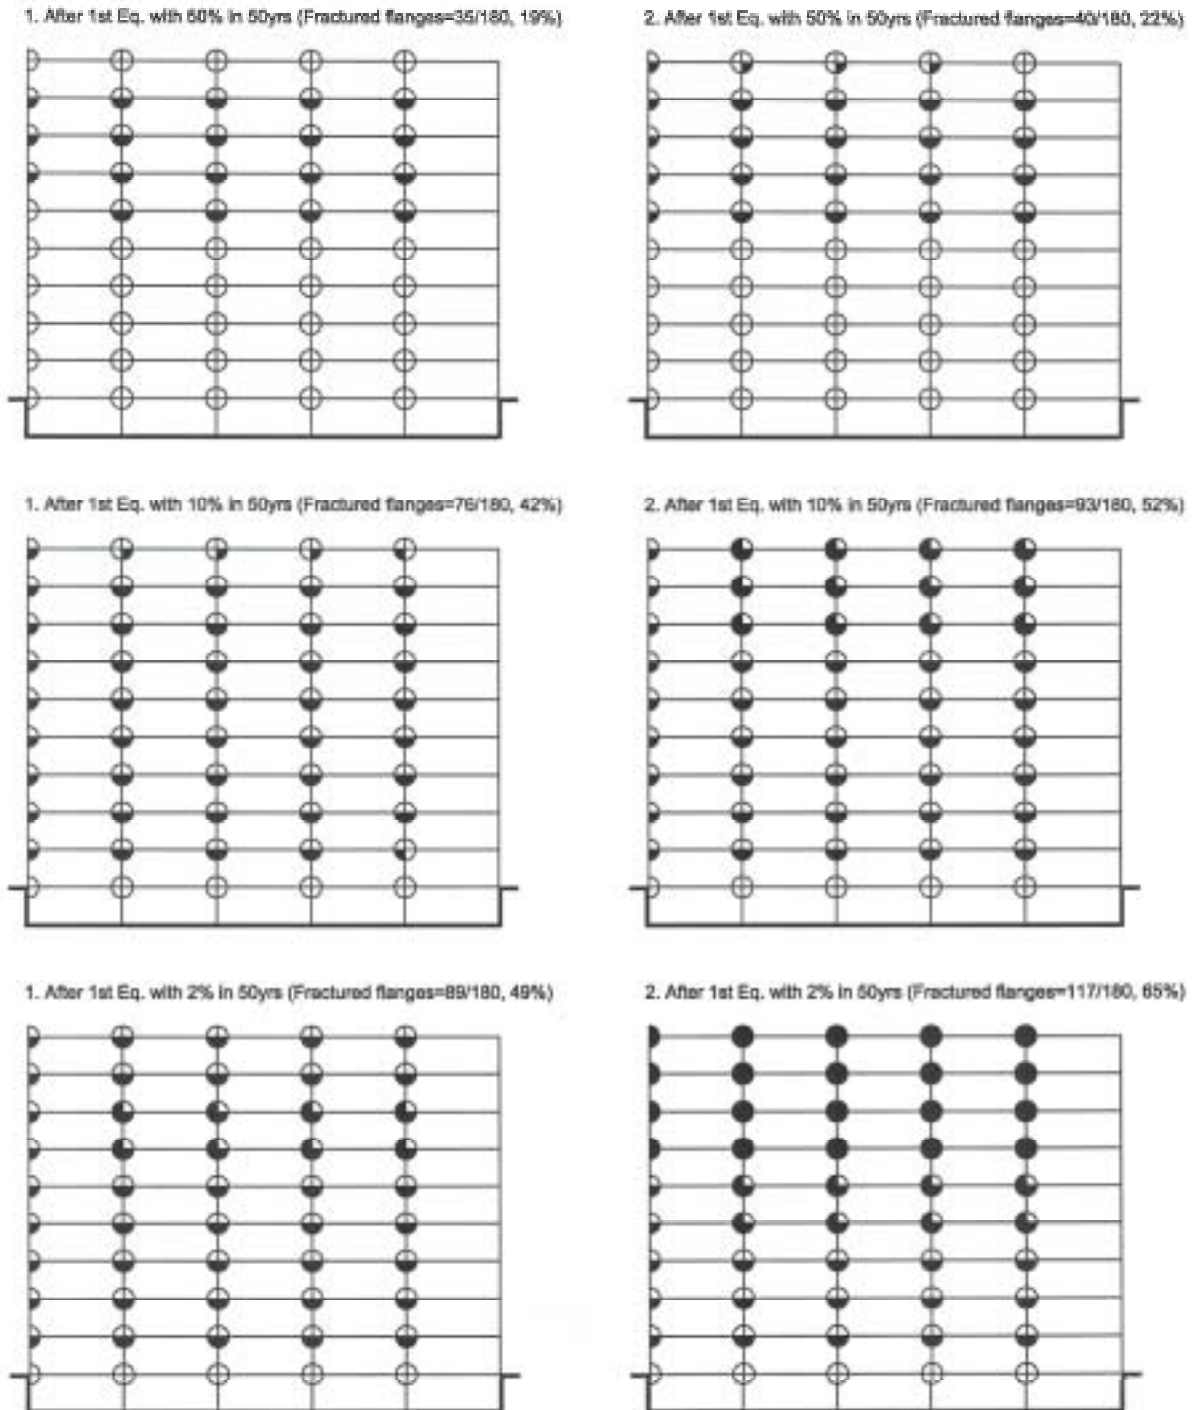 1. After 1st Eq. with 50% in 50yrs (Fractured flanges=35/180, 19%)
2. After 1st Eq. with 50% in 50yrs (Fractured flanges=40/180, 22%)
1. After 1st Eq. with 10% in 50yrs (Fractured flanges=76/180, 42%)
2. After 1st Eq. with 10% in 50yrs (Fractured flanges=93/180, 52%)
1. After 1st Eq. with 2% in 50yrs (Fractured flanges=89/180, 49%)
2. After 1st Eq. with 2% in 50yrs (Fractured flanges=117/180, 65%)